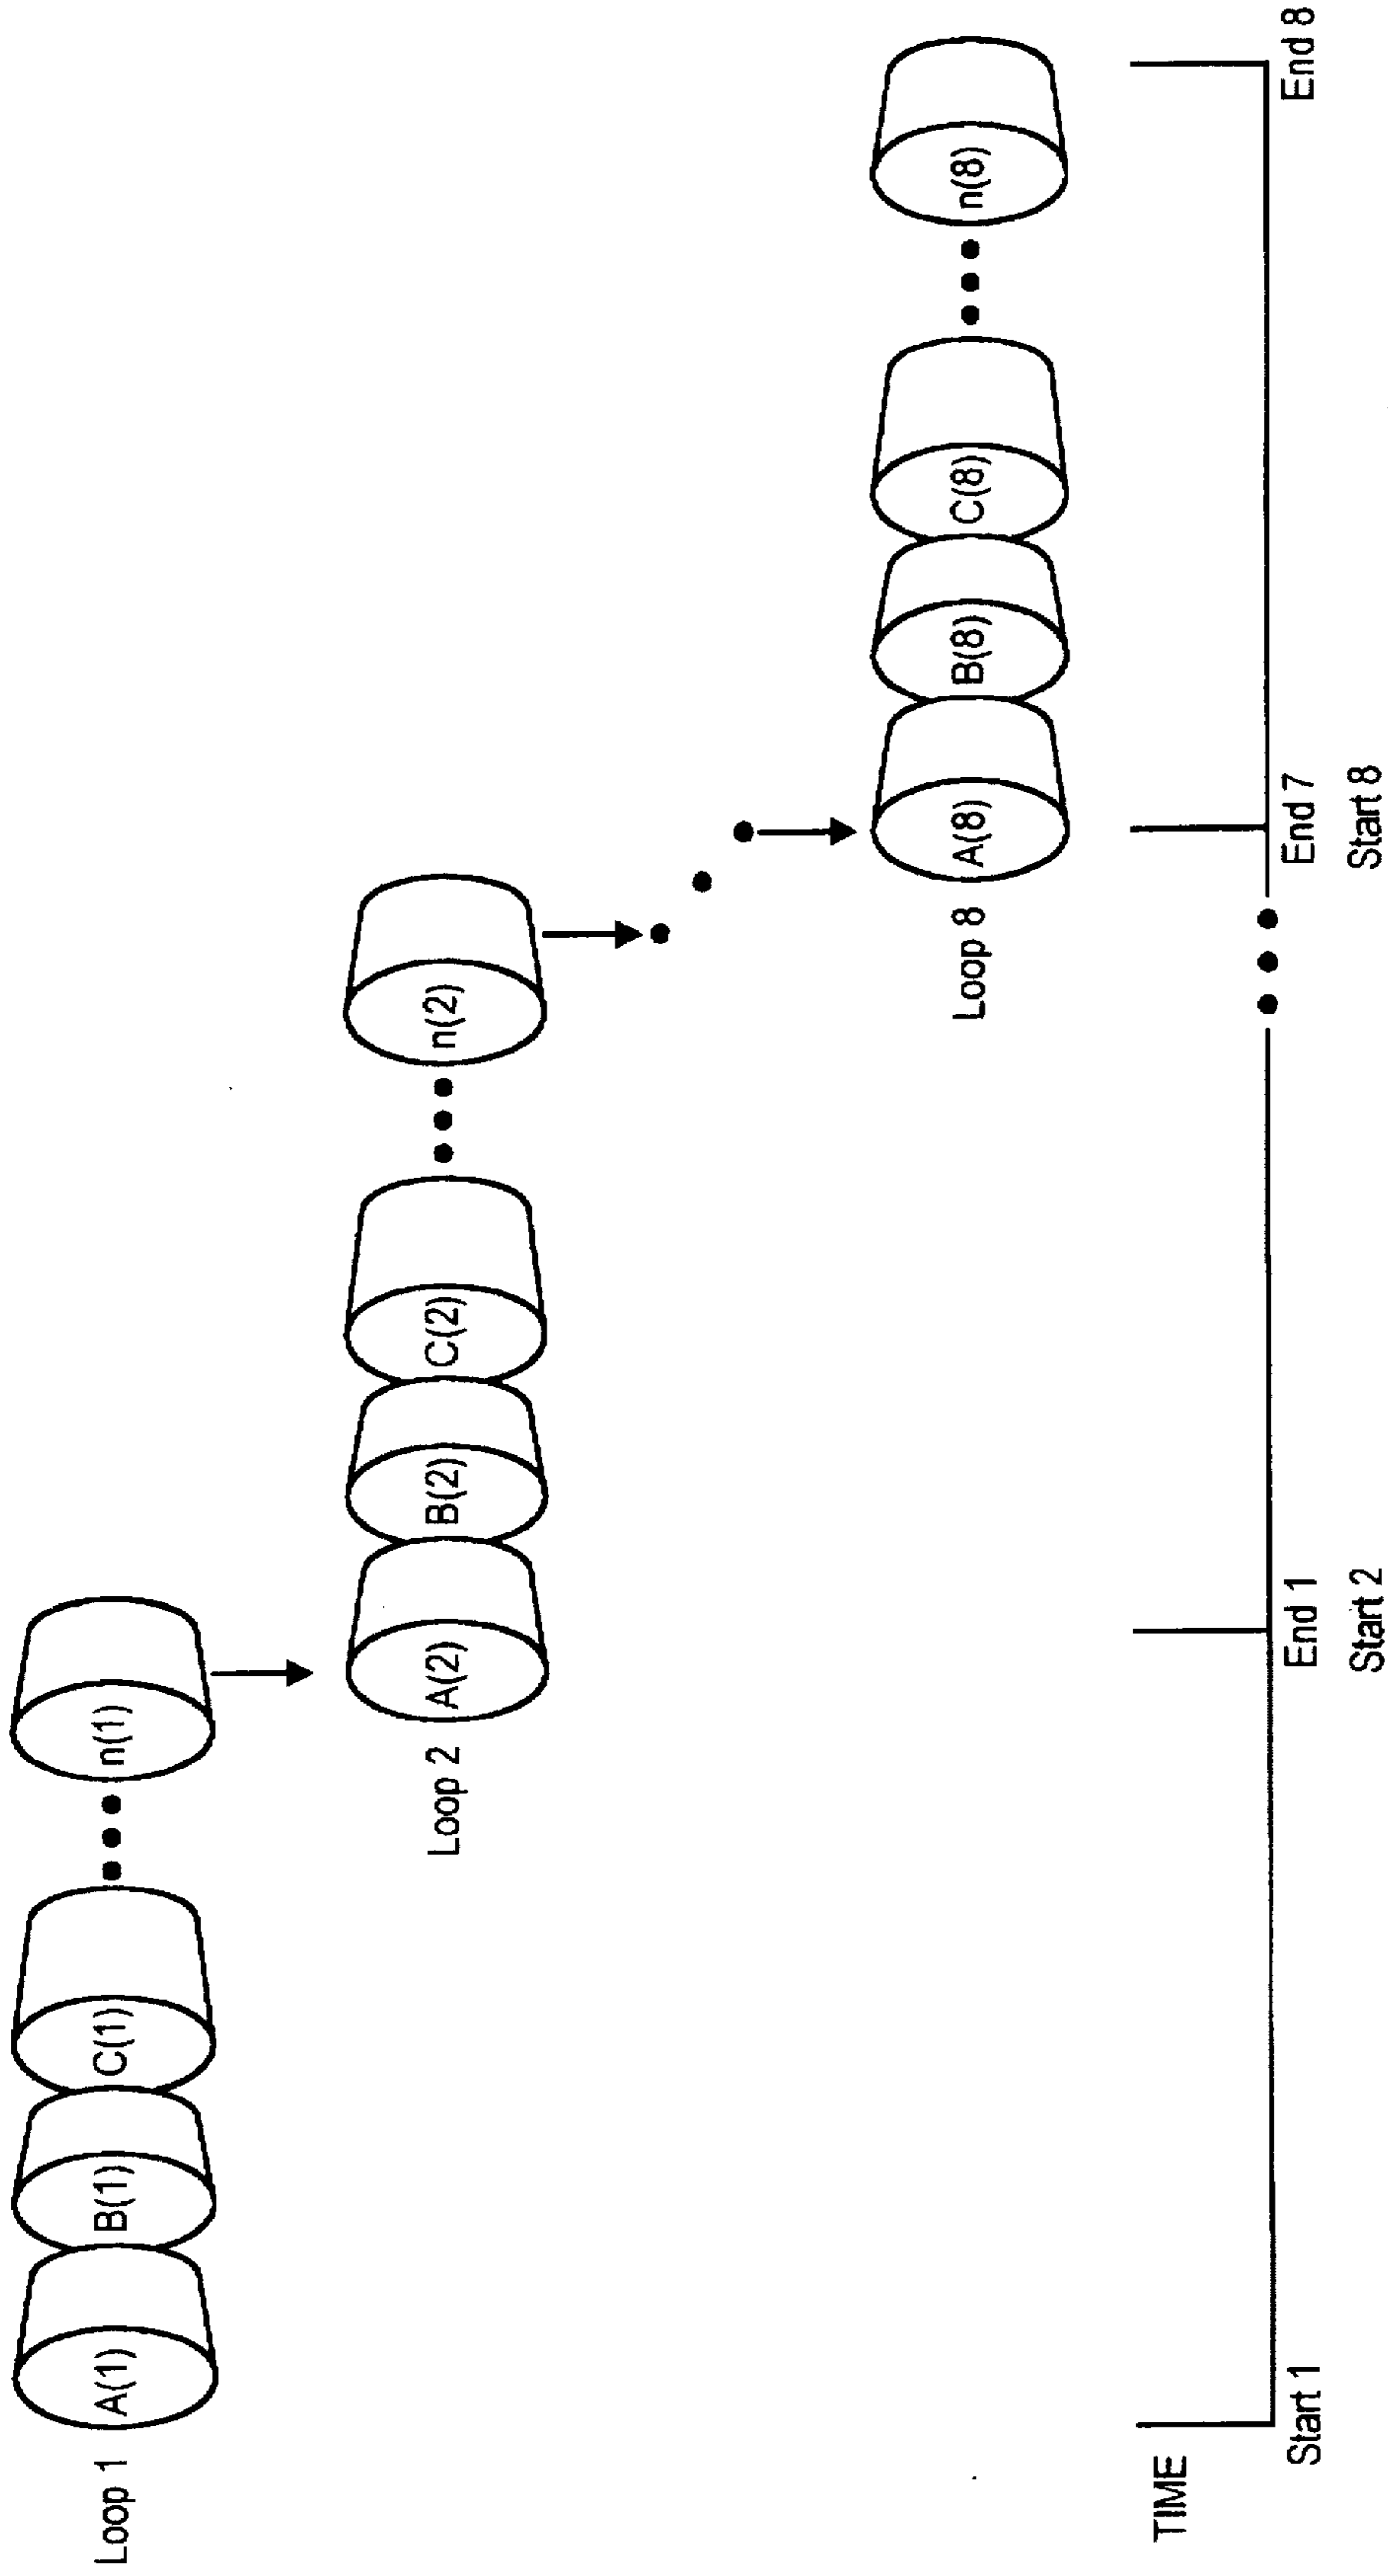 Loop 1 A(1) B(1) C(1) n(1)
Loop 2 A(2) B(2) C(2) n(2)
Loop 8 A(8) B(8) C(8) n(8)
TIME
Start 1 End 1 End 7 End 8
Start 2 Start 8